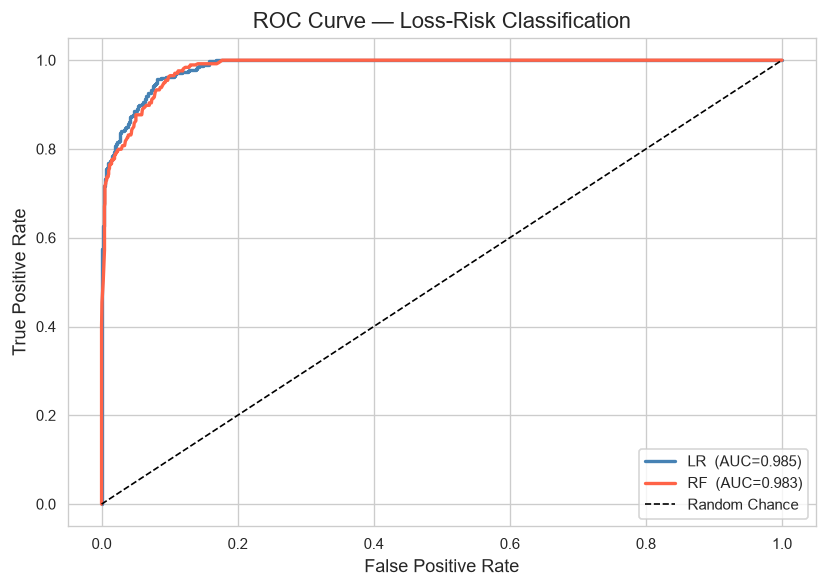 ROC Curve — Loss-Risk Classification
True Positive Rate
1.0
0.8
0.6
0.4
0.2
0.0
0.0 0.2 0.4 0.6 0.8 1.0
False Positive Rate
LR (AUC=0.985)
RF (AUC=0.983)
Random Chance